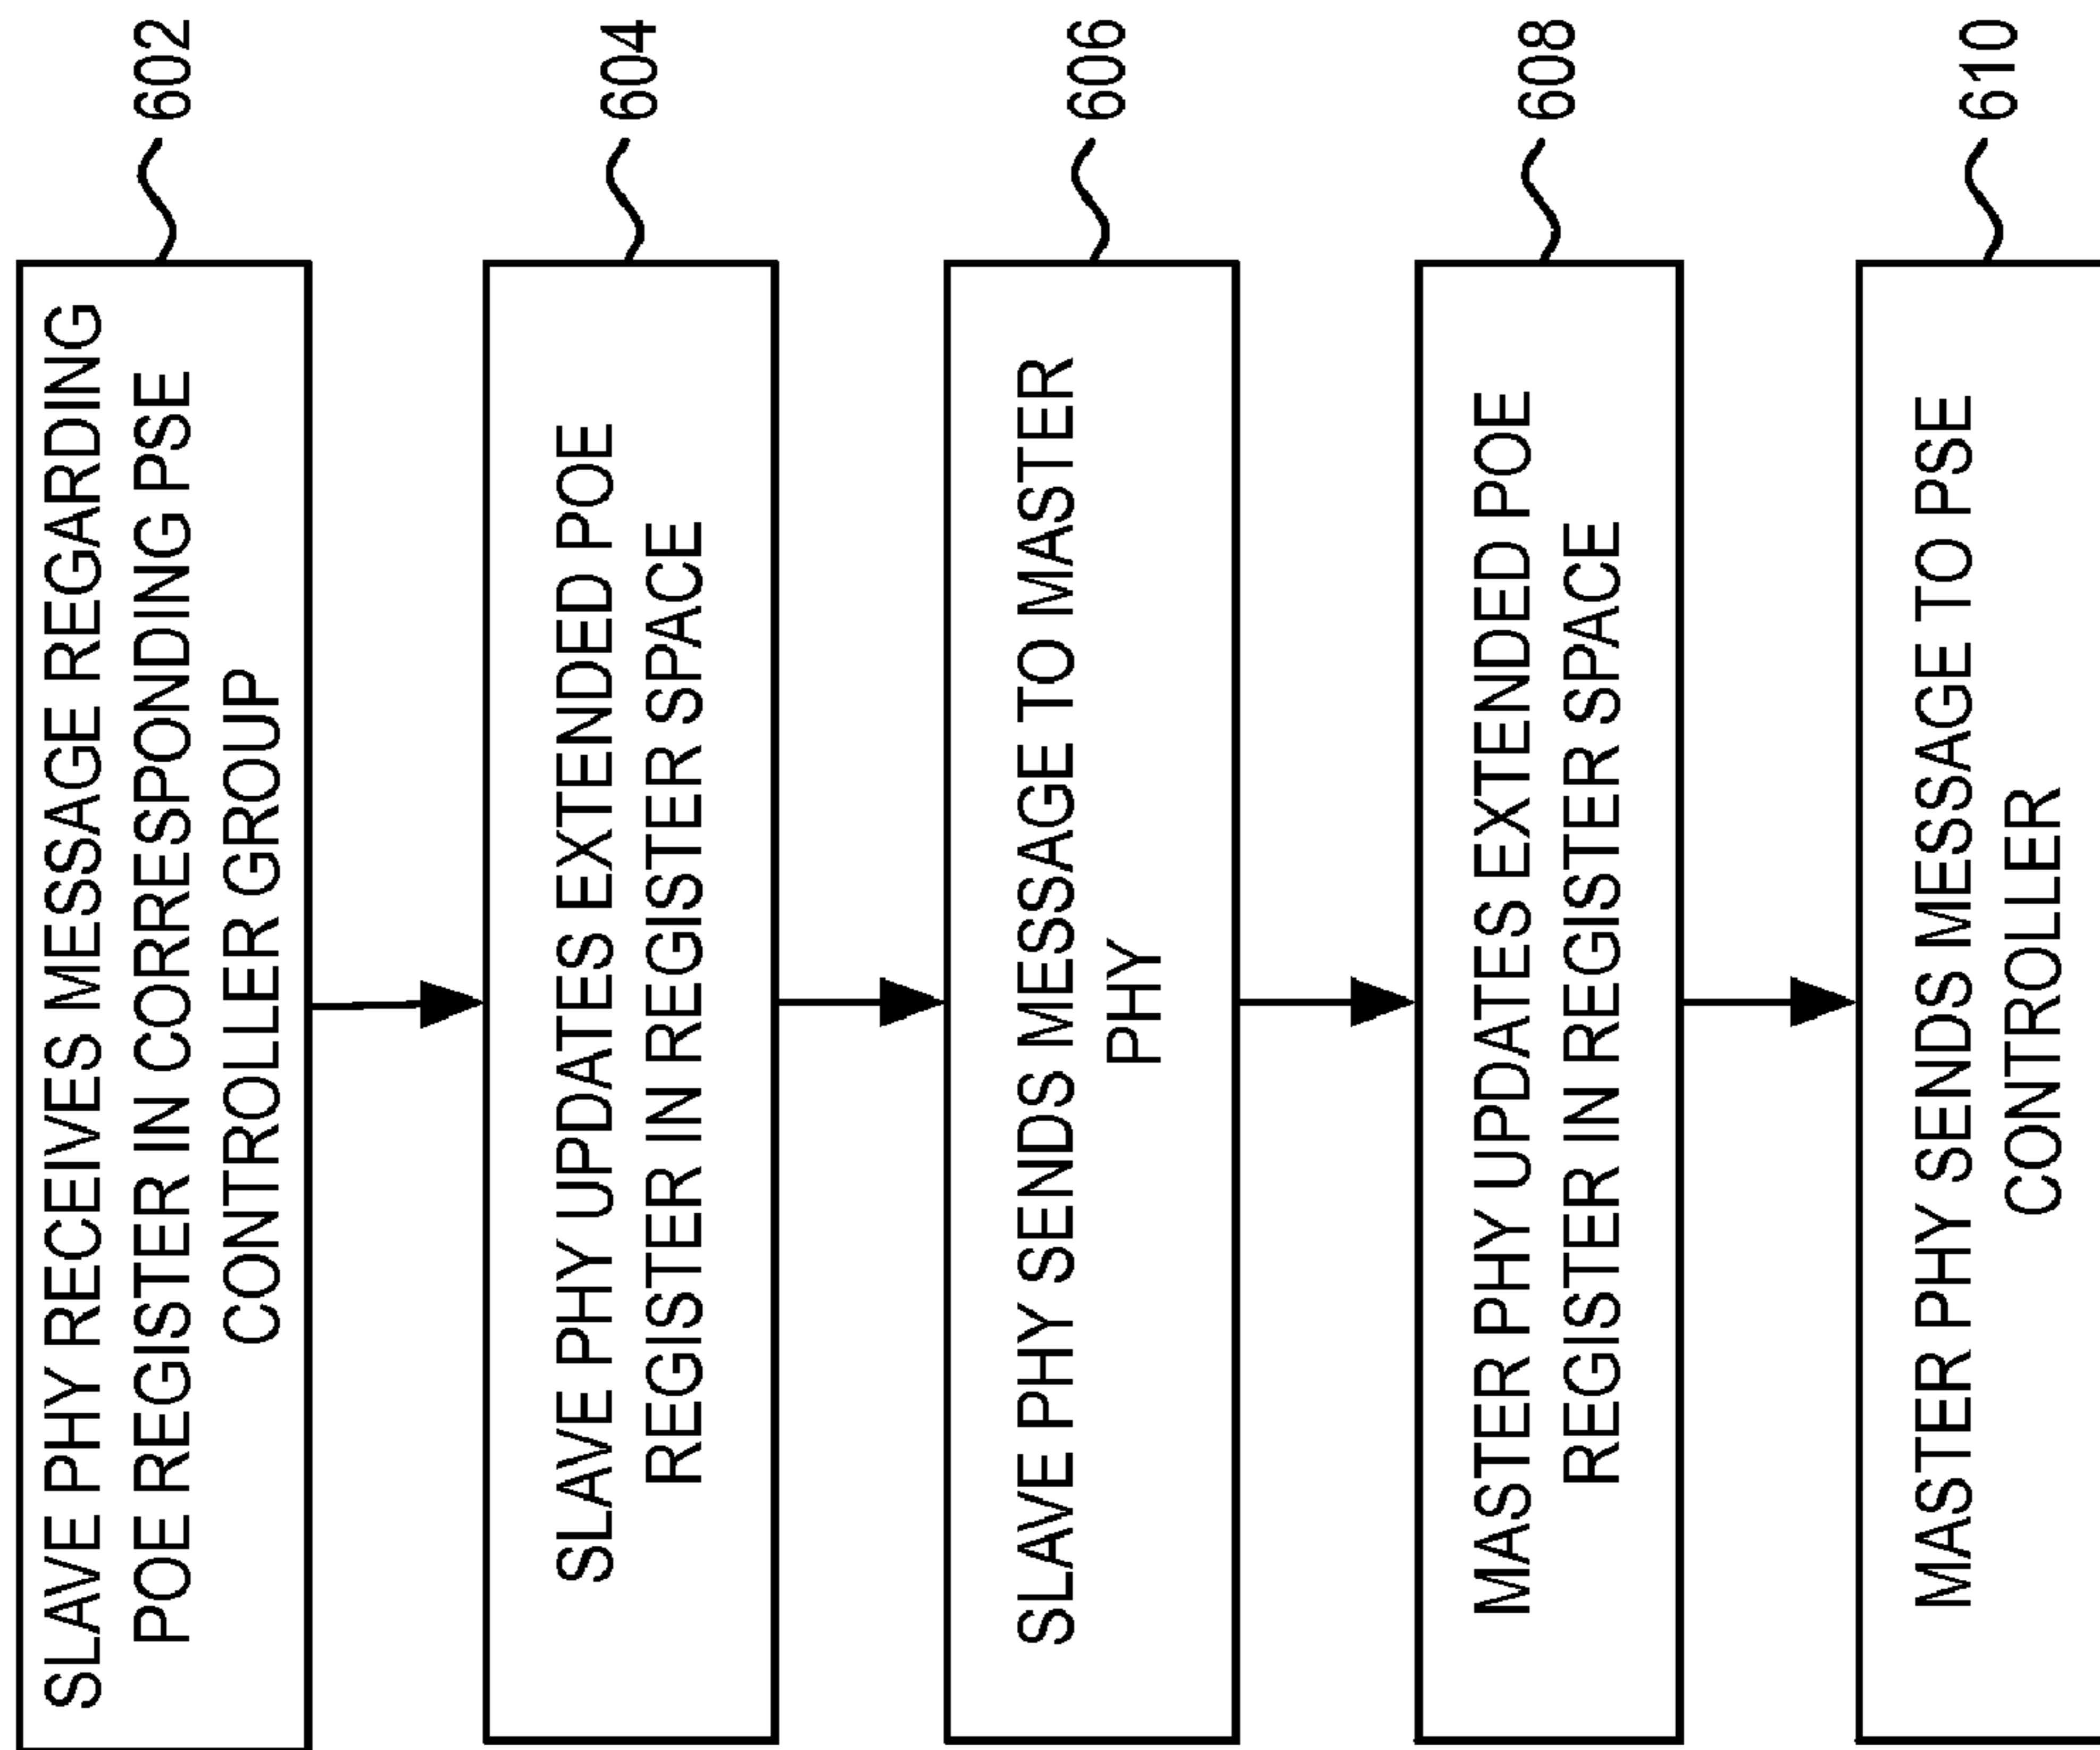 SLAVE PHY RECEIVES MESSAGE REGARDING
POE REGISTER IN CORRESPONDING PSE
CONTROLLER GROUP
602
SLAVE PHY UPDATES EXTENDED POE
REGISTER IN REGISTER SPACE
604
SLAVE PHY SENDS MESSAGE TO MASTER
PHY
606
MASTER PHY UPDATES EXTENDED POE
REGISTER IN REGISTER SPACE
608
MASTER PHY SENDS MESSAGE TO PSE
CONTROLLER
610